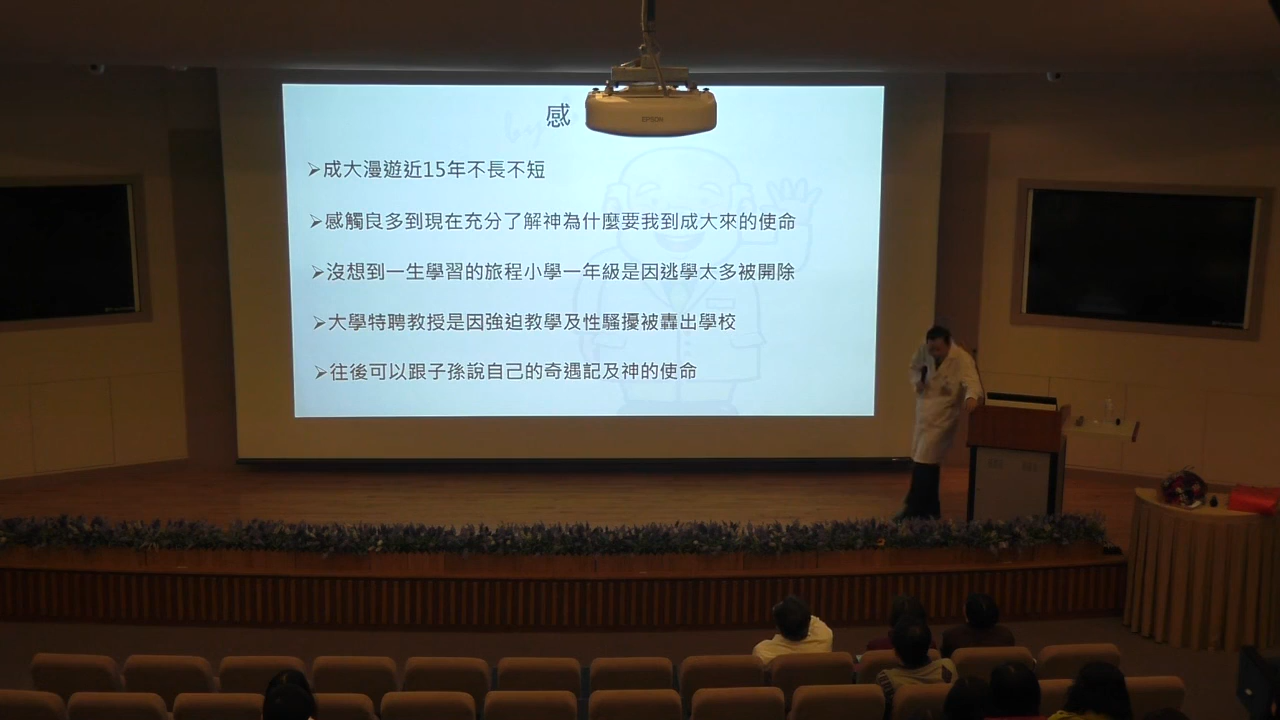 感
➢成大漫遊近15年不長不短
➢感觸良多到現在充分了解神為什麼要我到成大來的使命
➢沒想到一生學習的旅程小學一年級是因逃學太多被開除
➢大學特聘教授是因強迫教學及性騷擾被轟出學校
➢往後可以跟子孫說自己的奇遇記及神的使命
EPSON